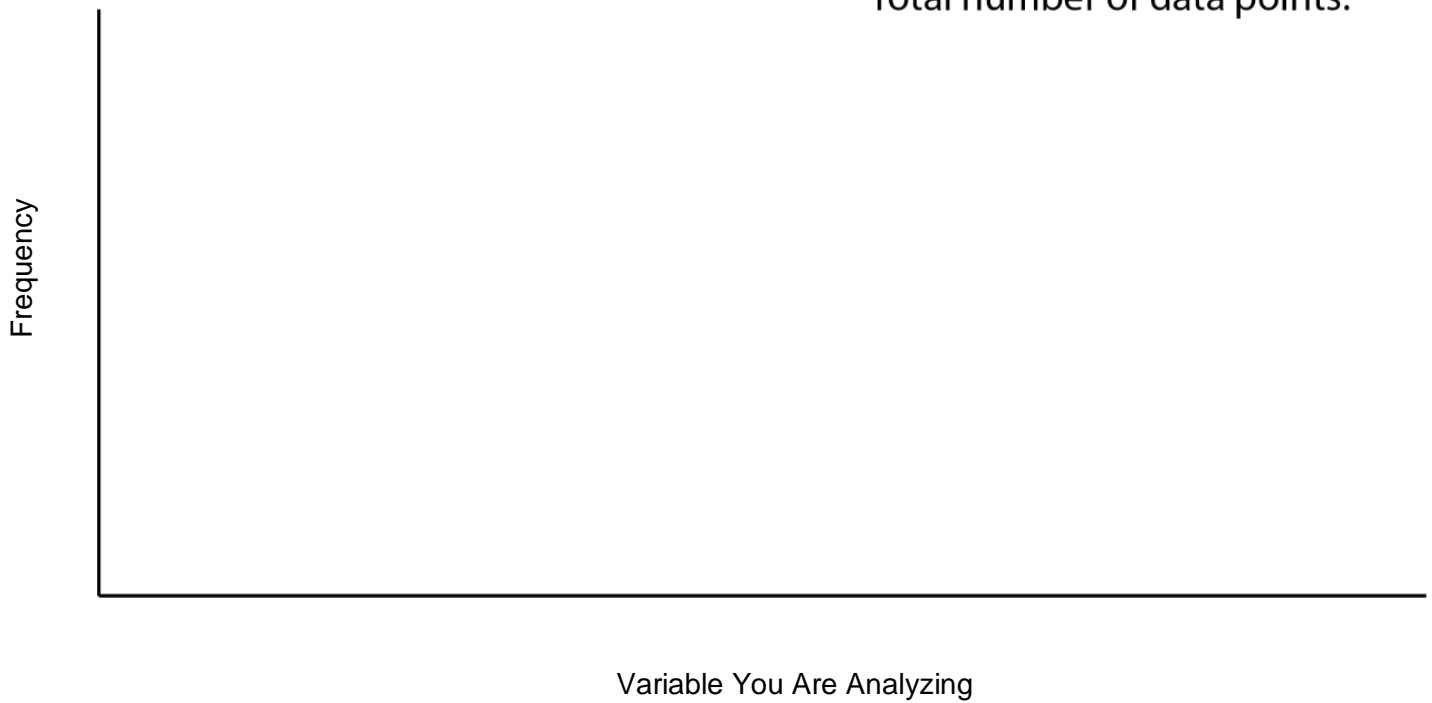 Total number of data points:
Frequency
Variable You Are Analyzing